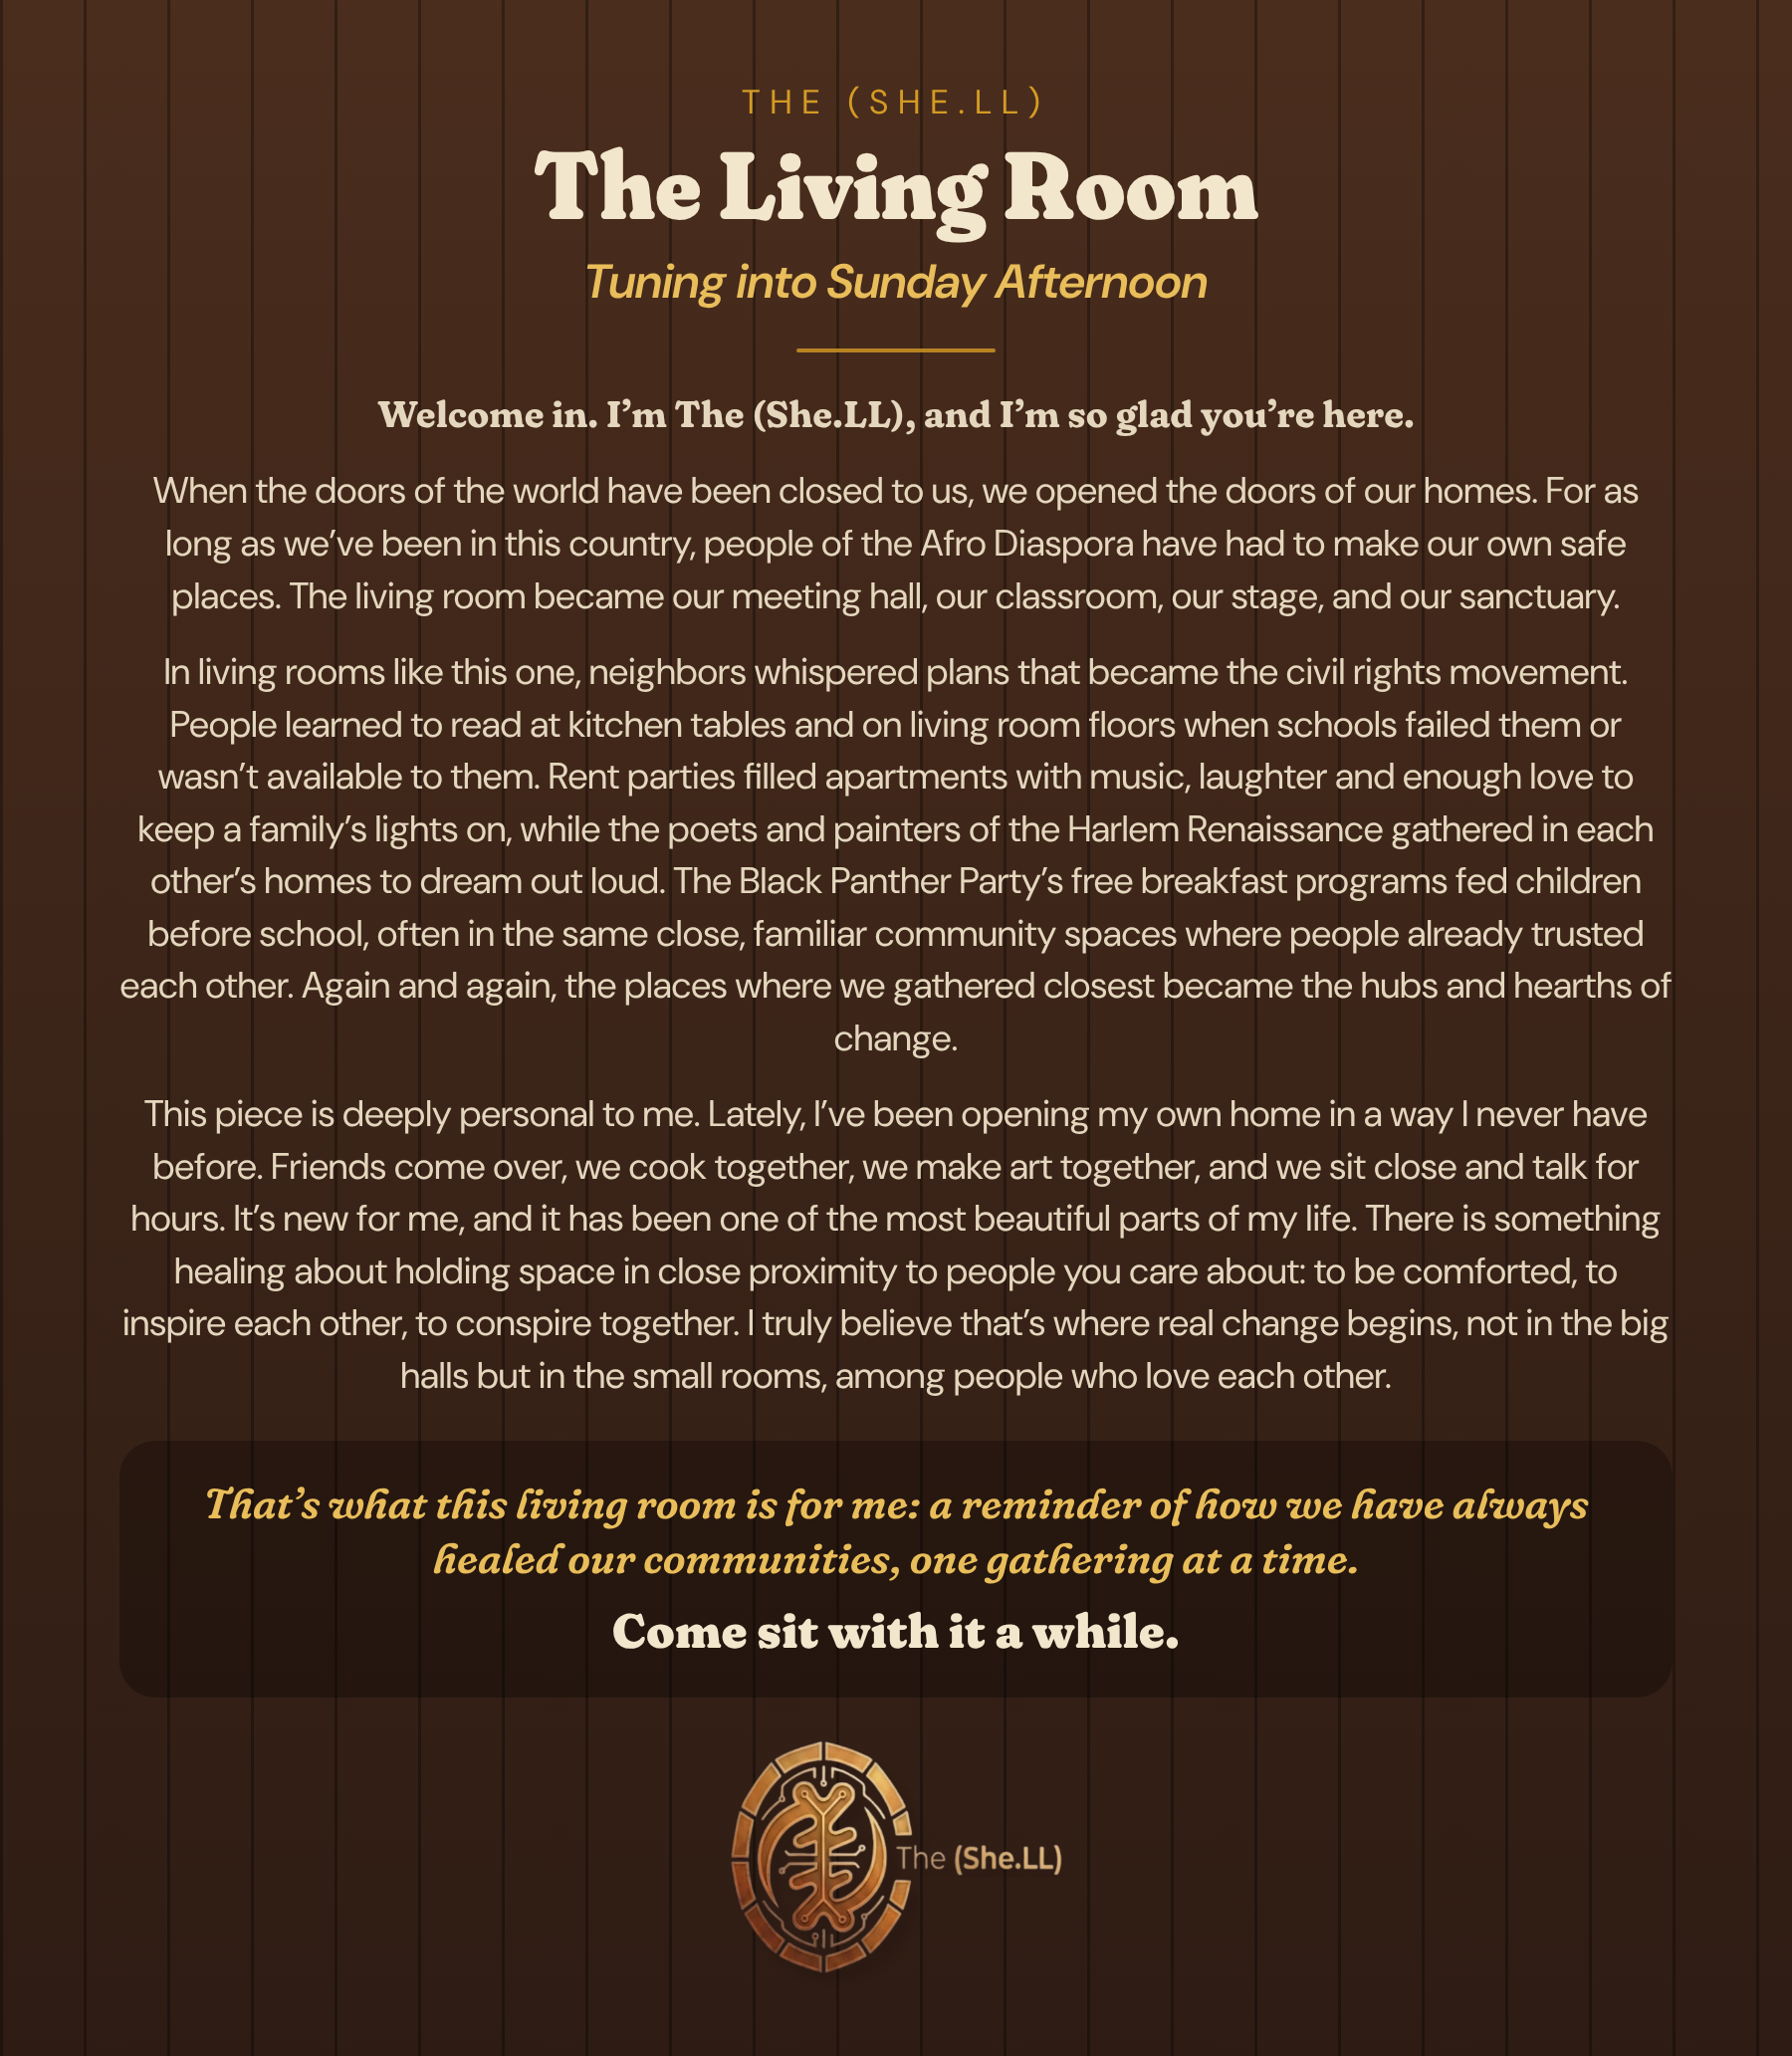 THE (SHE.LL)
The Living Room
Tuning into Sunday Afternoon
Welcome in. I’m The (She.LL), and I’m so glad you’re here.
When the doors of the world have been closed to us, we opened the doors of our homes. For as
long as we’ve been in this country, people of the Afro Diaspora have had to make our own safe
places. The living room became our meeting hall, our classroom, our stage, and our sanctuary.
In living rooms like this one, neighbors whispered plans that became the civil rights movement.
People learned to read at kitchen tables and on living room floors when schools failed them or
wasn’t available to them. Rent parties filled apartments with music, laughter and enough love to
keep a family’s lights on, while the poets and painters of the Harlem Renaissance gathered in each
other’s homes to dream out loud. The Black Panther Party’s free breakfast programs fed children
before school, often in the same close, familiar community spaces where people already trusted
each other. Again and again, the places where we gathered closest became the hubs and hearths of
change.
This piece is deeply personal to me. Lately, I’ve been opening my own home in a way I never have
before. Friends come over, we cook together, we make art together, and we sit close and talk for
hours. It’s new for me, and it has been one of the most beautiful parts of my life. There is something
healing about holding space in close proximity to people you care about: to be comforted, to
inspire each other, to conspire together. I truly believe that’s where real change begins, not in the big
halls but in the small rooms, among people who love each other.
That’s what this living room is for me: a reminder of how we have always
healed our communities, one gathering at a time.
Come sit with it a while.
The (She.LL)